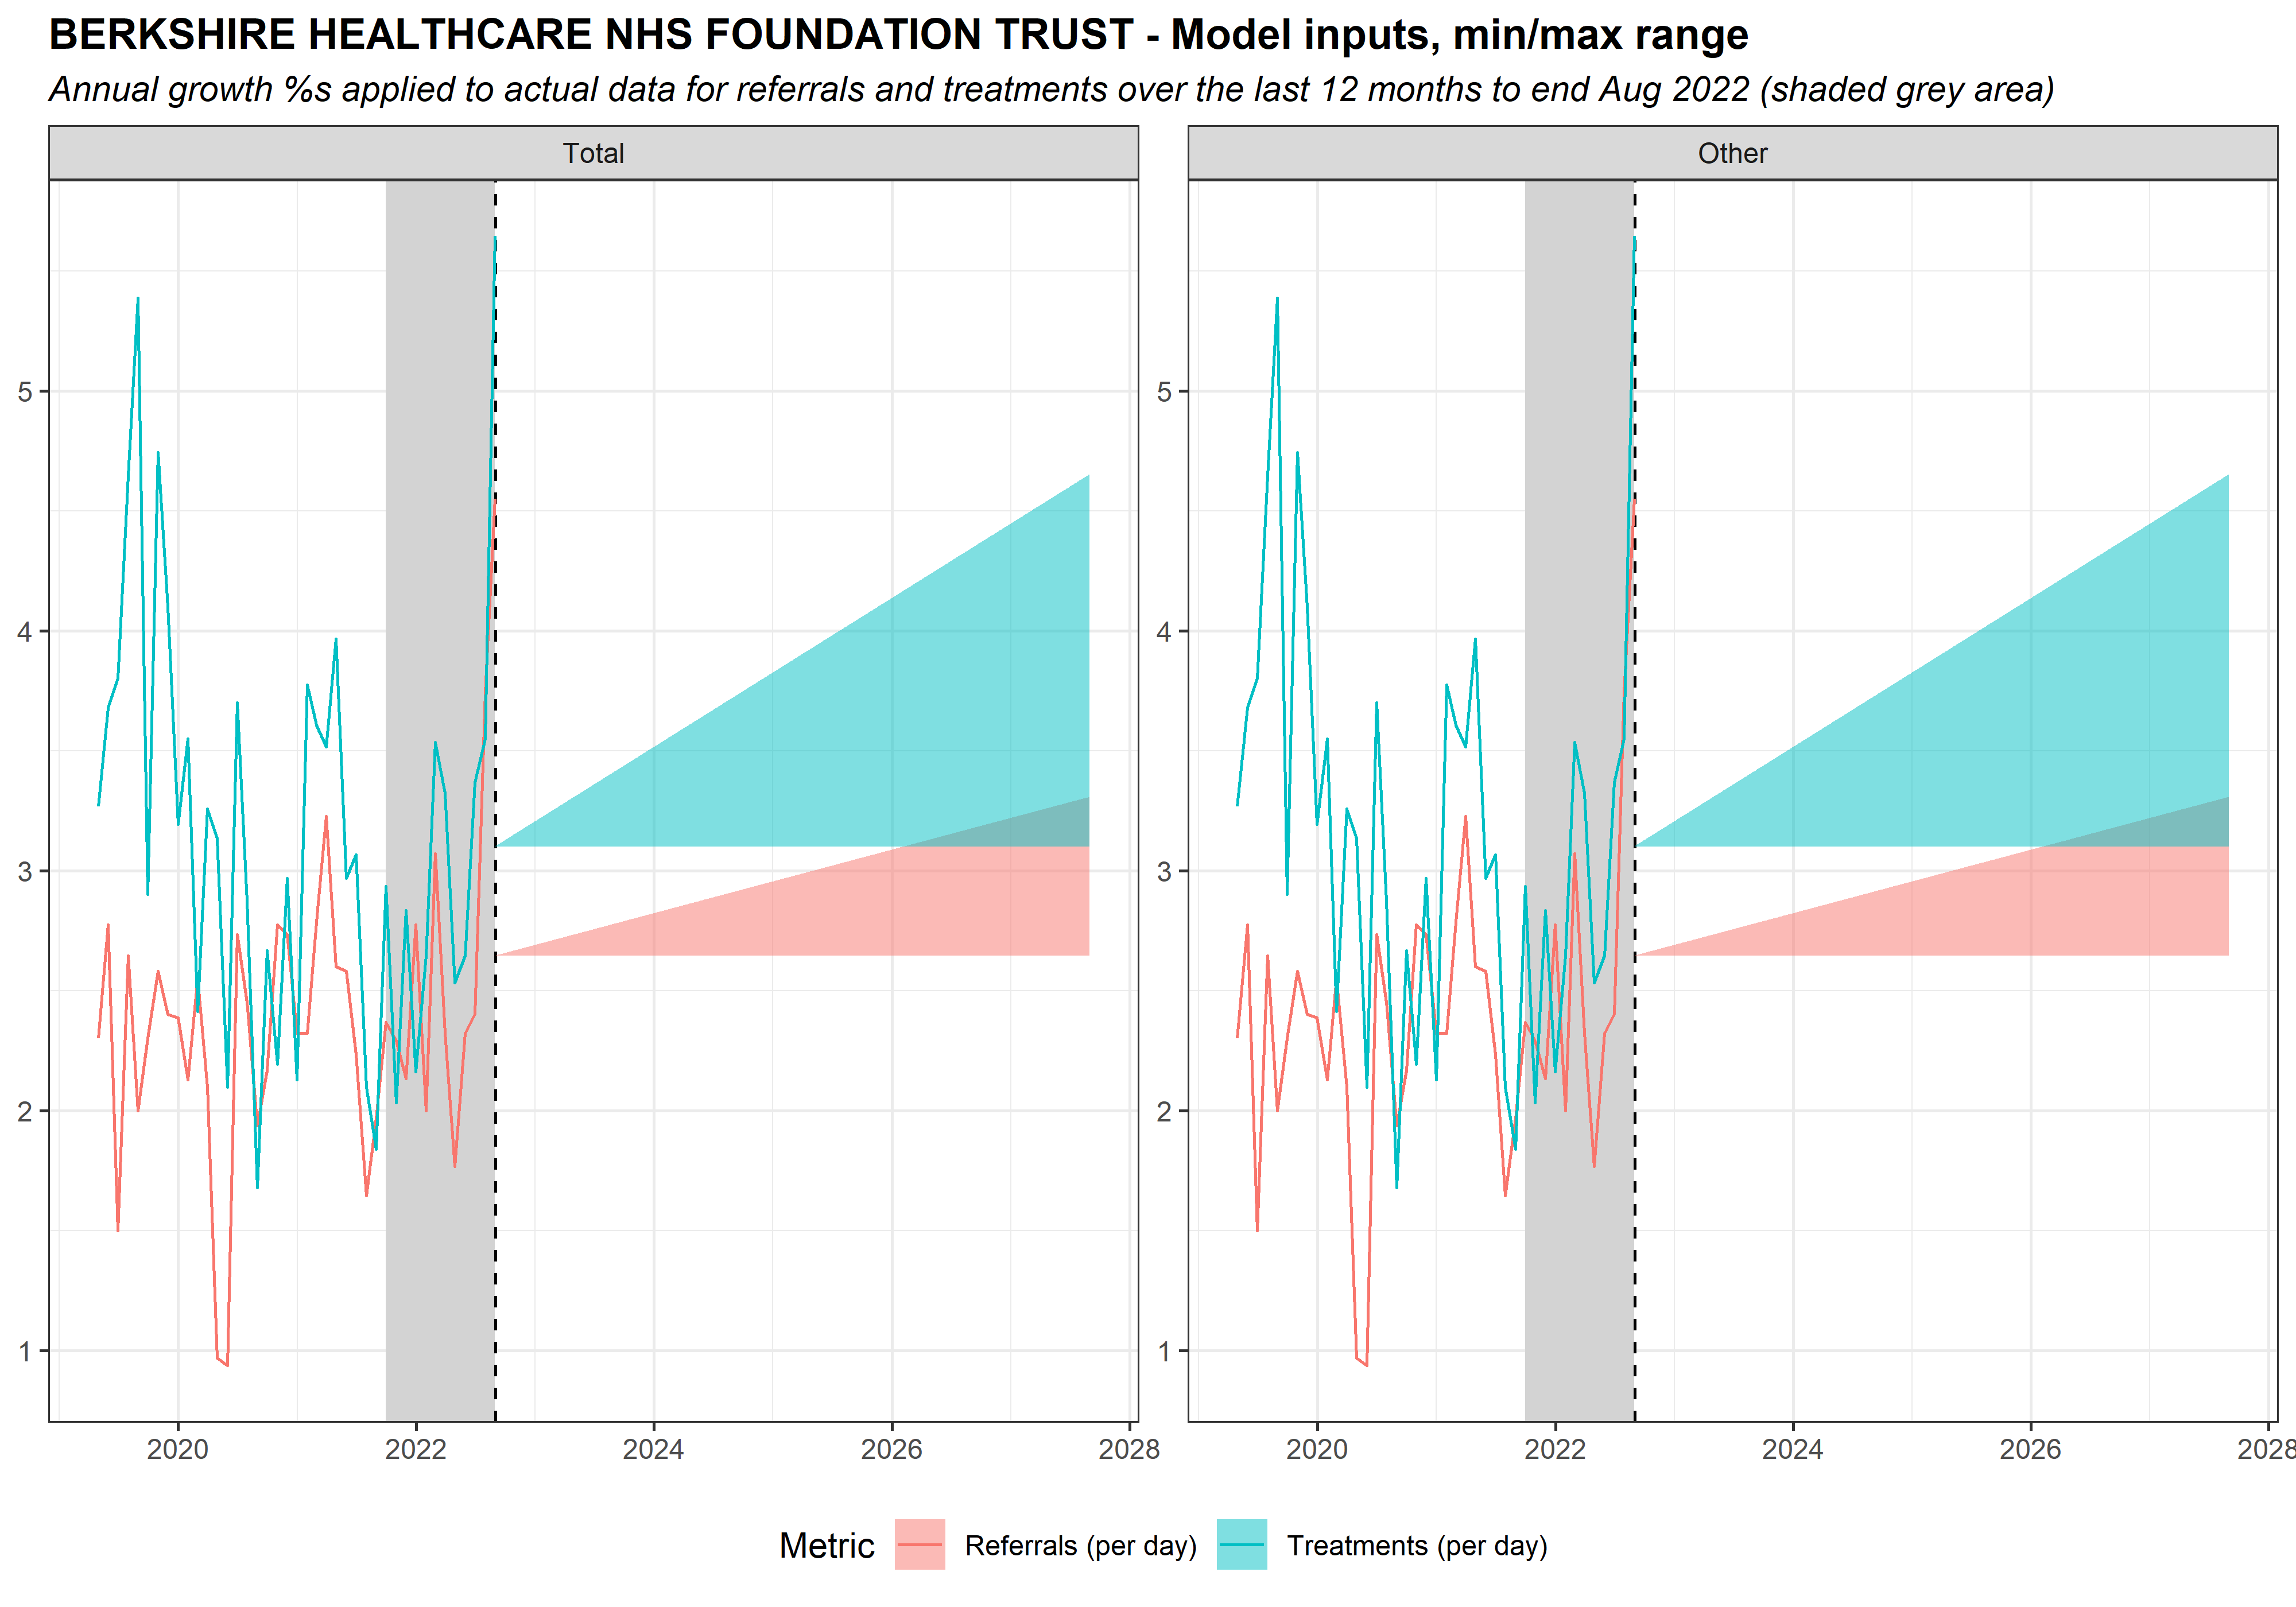 BERKSHIRE HEALTHCARE NHS FOUNDATION TRUST - Model inputs, min/max range
Annual growth %s applied to actual data for referrals and treatments over the last 12 months to end Aug 2022 (shaded grey area)
Total
Other
5
4
3
2
1
5
4
3
2
1
2020 2022 2024 2026 2028
2020 2022 2024 2026 2028
Metric Referrals (per day) Treatments (per day)